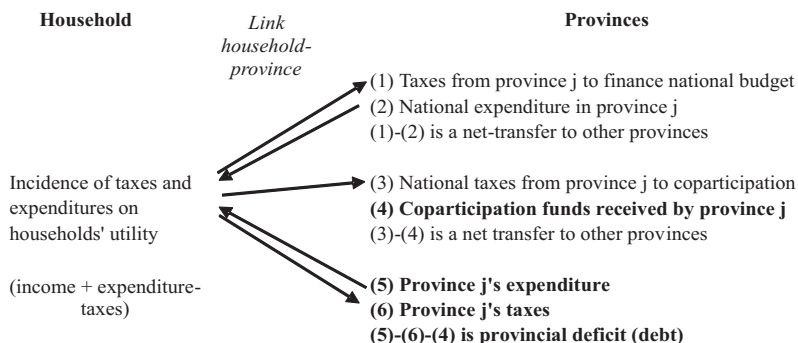 Household
Link
household-
province
Provinces
(1) Taxes from province j to finance national budget
(2) National expenditure in province j
(1)-(2) is a net-transfer to other provinces
Incidence of taxes and
expenditures on
households' utility
(3) National taxes from province j to coparticipation
(4) Coparticipation funds received by province j
(3)-(4) is a net transfer to other provinces
(income + expenditure-
taxes)
(5) Province j's expenditure
(6) Province j's taxes
(5)-(6)-(4) is provincial deficit (debt)